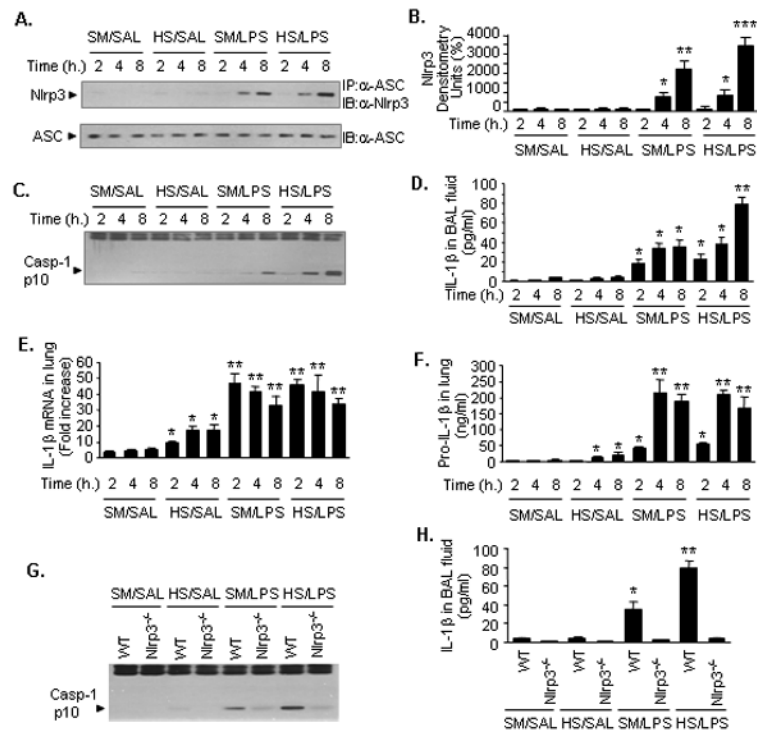 A.
SM/SAL HS/SAL SM/LPS HS/LPS
Time (h.) 2 4 8 2 4 8 2 4 8 2 4 8
Nlrp3
IP:α-ASC
IB:α-Nlrp3
ASC
IB:α-ASC
B.
Nlrp3
Densitometry
Units (%)
4000
3000
2000
1000
0
* ** * ***
Time (h.) 2 4 8 2 4 8 2 4 8 2 4 8
SM/SAL HS/SAL SM/LPS HS/LPS
C.
SM/SAL HS/SAL SM/LPS HS/LPS
Time (h.) 2 4 8 2 4 8 2 4 8 2 4 8
Casp-1
p10
D.
IL-1β in BAL fluid
(pg/ml)
100
80
60
40
20
0
* * * * * **
Time (h.) 2 4 8 2 4 8 2 4 8 2 4 8
SM/SAL HS/SAL SM/LPS HS/LPS
E.
IL-1β mRNA in lung
(Fold increase)
60
50
40
30
20
10
0
* * * ** ** ** ** ** **
Time (h.) 2 4 8 2 4 8 2 4 8 2 4 8
SM/SAL HS/SAL SM/LPS HS/LPS
F.
Pro-IL-1β in lung
(ng/ml)
300
250
200
150
100
50
0
* * * ** ** * ** **
Time (h.) 2 4 8 2 4 8 2 4 8 2 4 8
SM/SAL HS/SAL SM/LPS HS/LPS
G.
SM/SAL HS/SAL SM/LPS HS/LPS
WT Nlrp3-/- WT Nlrp3-/- WT Nlrp3-/- WT Nlrp3-/-
Casp-1
p10
H.
IL-1β in BAL fluid
(pg/ml)
100
80
60
40
20
0
* **
WT Nlrp3-/- WT Nlrp3-/- WT Nlrp3-/- WT Nlrp3-/-
SM/SAL HS/SAL SM/LPS HS/LPS